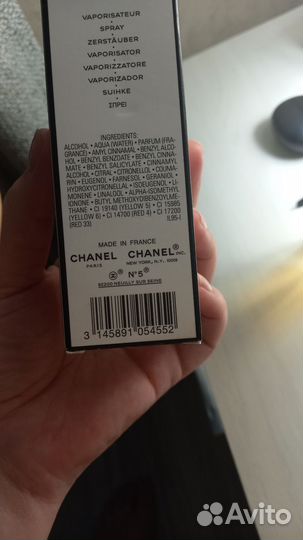 VAPORISATEUR
SPRAY
ZERSTÄUBER
VAPORISATOR
VAPORIZZATORE
VAPORIZADOR
SUIHKE
ΣΠΡΕΪ
INGREDIENTS:
ALCOHOL • AQUA (WATER) • PARFUM (FRA-
GRANCE) • AMYL CINNAMAL • BENZYL ALCO-
HOL • BENZYL BENZOATE • BENZYL CINNA-
MATE • BENZYL SALICYLATE • CINNAMYL
ALCOHOL • CITRAL • CITRONELLOL • COUMA-
RIN • EUGENOL • FARNESOL • GERANIOL •
HYDROXYCITRONELLAL • ISOEUGENOL • LI-
MONENE • LINALOOL • ALPHA-ISOMETHYL
IONONE • BUTYL METHOXYDIBENZOYLME-
THANE • CI 19140 (YELLOW 5) • CI 15985
(YELLOW 6) • CI 14700 (RED 4) • CI 17200
(RED 33) IL95-I
MADE IN FRANCE
CHANEL CHANEL INC.
PARIS NEW YORK, N.Y. 10019
N°5®
92200 NEUILLY SUR SEINE
3 145891 054552
Avito